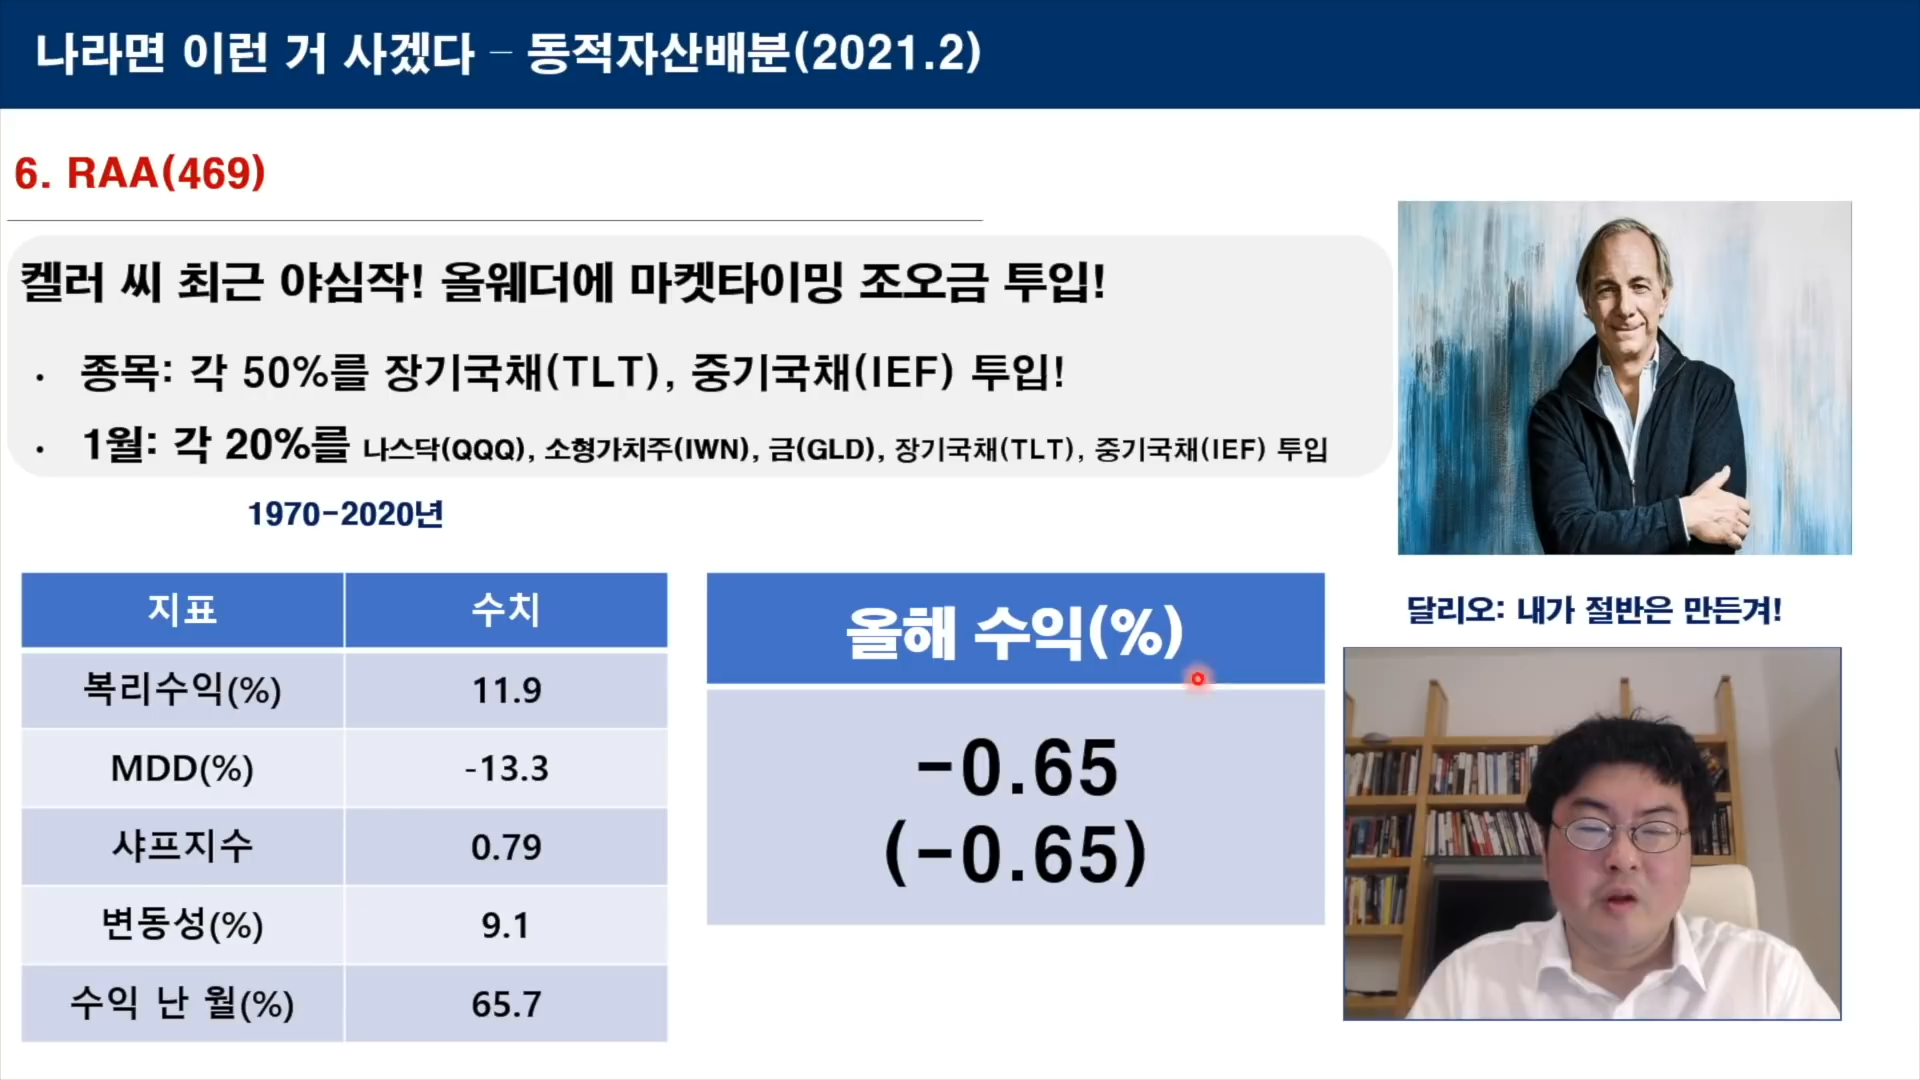 나라면 이런 거 사겠다 – 동적자산배분(2021.2)
6. RAA(469)
켈러 씨 최근 야심작! 올웨더에 마켓타이밍 조오금 투입!
· 종목: 각 50%를 장기국채(TLT), 중기국채(IEF) 투입!
· 1월: 각 20%를 나스닥(QQQ), 소형가치주(IWN), 금(GLD), 장기국채(TLT), 중기국채(IEF) 투입
1970-2020년
지표 수치
복리수익(%) 11.9
MDD(%) -13.3
샤프지수 0.79
변동성(%) 9.1
수익 난 월(%) 65.7
올해 수익(%)
-0.65
(-0.65)
달리오: 내가 절반은 만든겨!